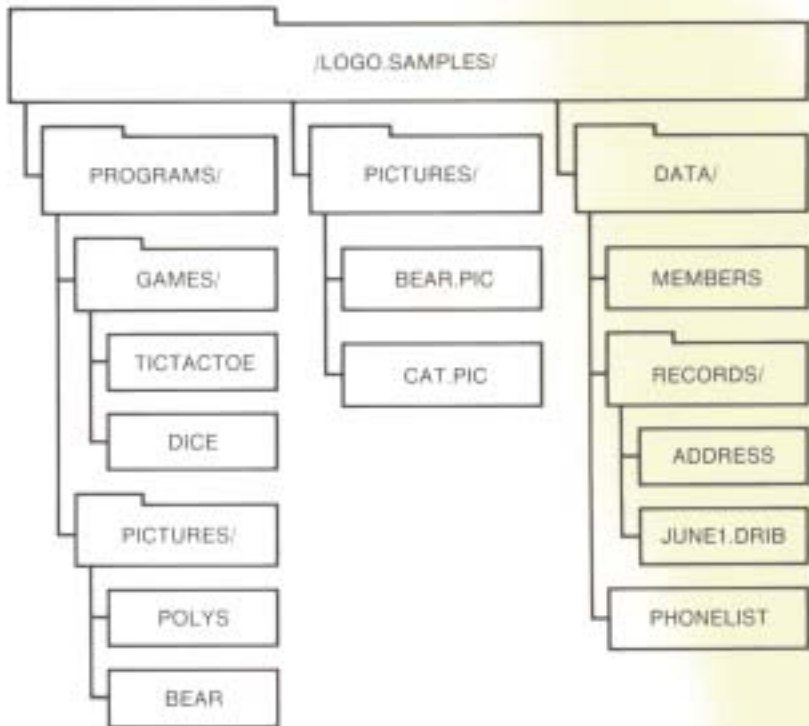 /LOGO.SAMPLES/
PROGRAMS/
GAMES/
TICTACTOE
DICE
PICTURES/
POLYS
BEAR
PICTURES/
BEAR.PIC
CAT.PIC
DATA/
MEMBERS
RECORDS/
ADDRESS
JUNE1.DRIB
PHONELIST